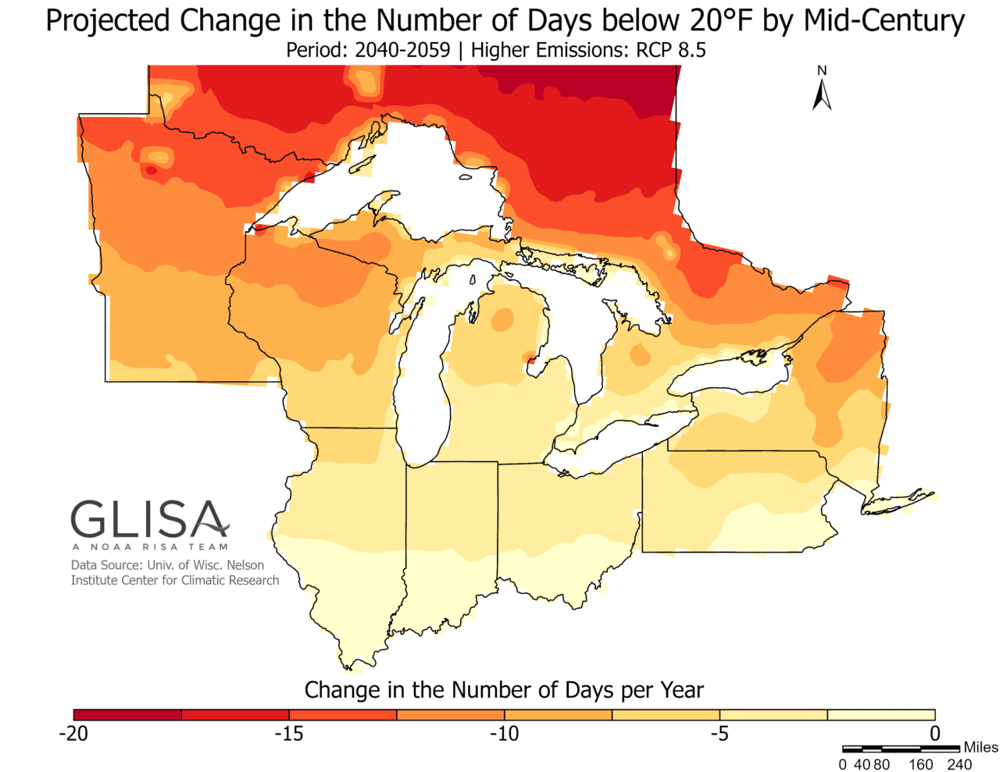 Projected Change in the Number of Days below 20°F by Mid-Century
Period: 2040-2059 | Higher Emissions: RCP 8.5
N
GLISA
A NOAA RISA TEAM
Data Source: Univ. of Wisc. Nelson
Institute Center for Climatic Research
Change in the Number of Days per Year
-20 -15 -10 -5 0
Miles
0 40 80 160 240